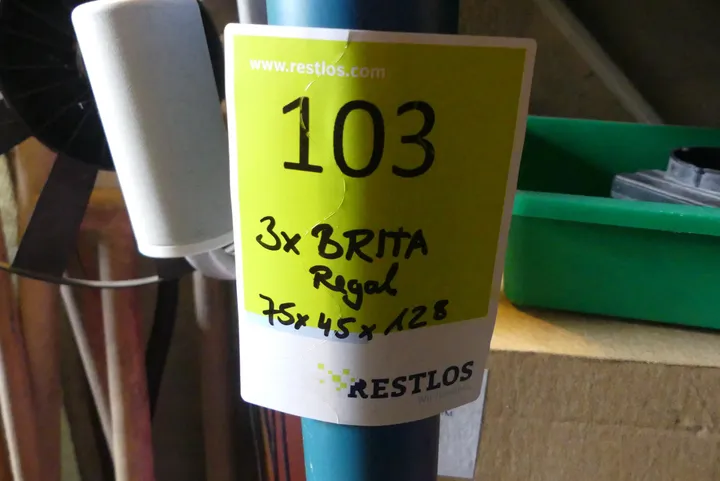 www.restlos.com
103
3x BRITA
Regal
75x45x128
RESTLOS